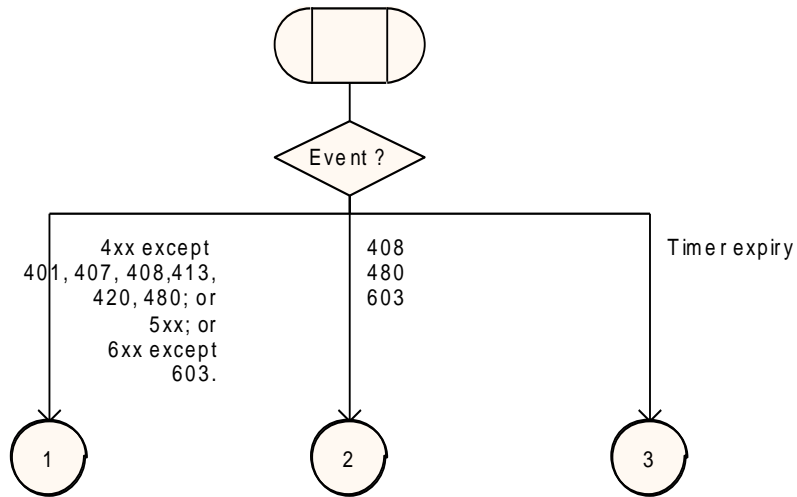 Event ?
4xx except
401, 407, 408,413,
420, 480; or
5xx; or
6xx except
603.
408
480
603
Timer expiry
1
2
3